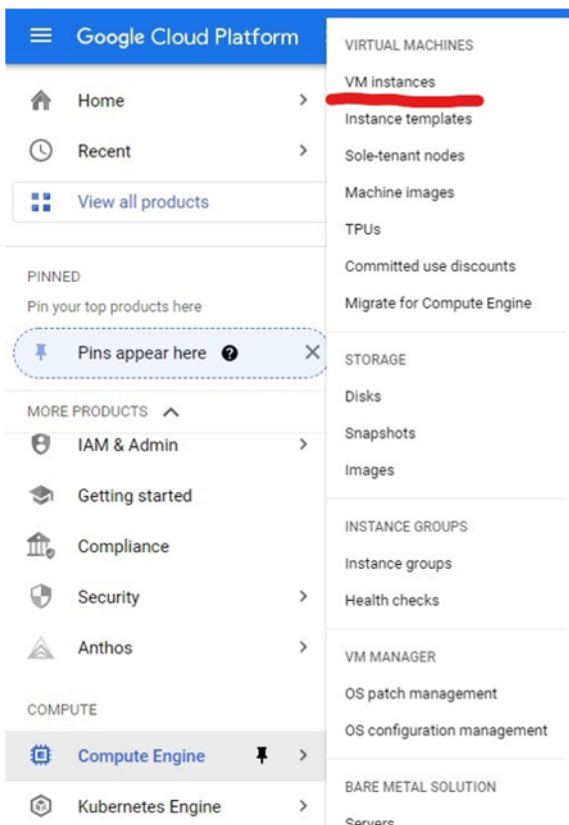 Google Cloud Platform
Home
Recent
View all products
PINNED
Pin your top products here
Pins appear here
MORE PRODUCTS
IAM & Admin
Getting started
Compliance
Security
Anthos
COMPUTE
Compute Engine
Kubernetes Engine
VIRTUAL MACHINES
VM instances
Instance templates
Sole-tenant nodes
Machine images
TPUs
Committed use discounts
Migrate for Compute Engine
STORAGE
Disks
Snapshots
Images
INSTANCE GROUPS
Instance groups
Health checks
VM MANAGER
OS patch management
OS configuration management
BARE METAL SOLUTION
Servers